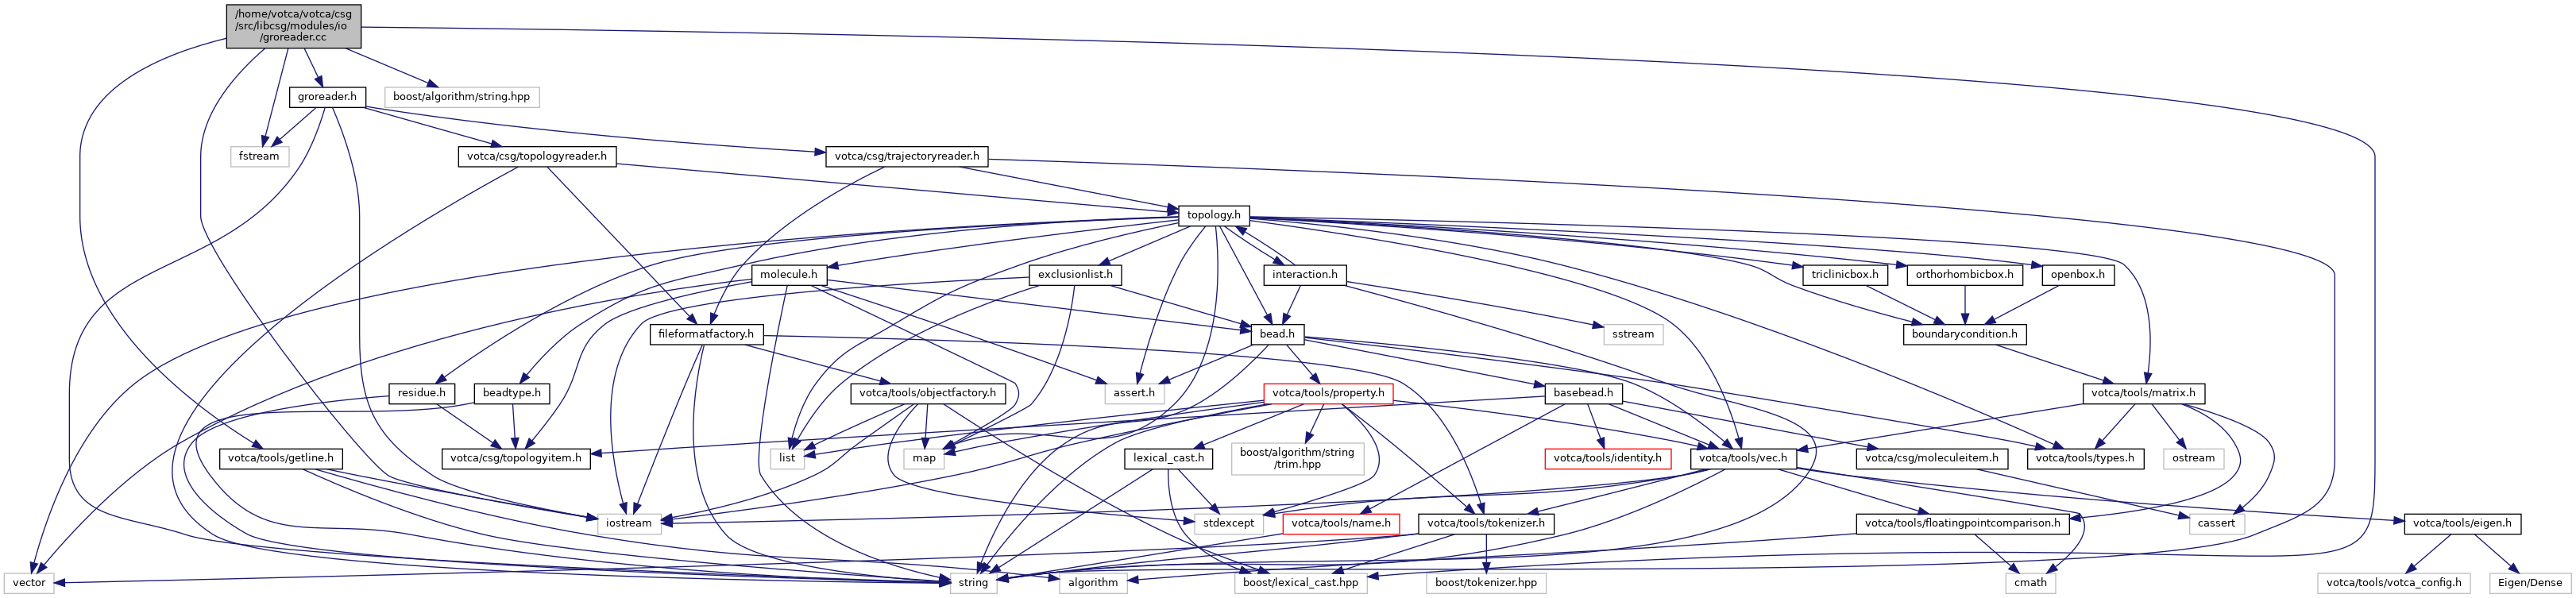 /home/votca/votca/csg
/src/libcsg/modules/io
/groreader.cc
groreader.h
boost/algorithm/string.hpp
fstream
votca/csg/topologyreader.h
votca/csg/trajectoryreader.h
topology.h
molecule.h
exclusionlist.h
interaction.h
triclinicbox.h
orthorhombicbox.h
openbox.h
fileformatfactory.h
bead.h
sstream
boundarycondition.h
residue.h
beadtype.h
votca/tools/objectfactory.h
assert.h
votca/tools/property.h
basebead.h
votca/tools/matrix.h
votca/tools/getline.h
votca/csg/topologyitem.h
list
map
lexical_cast.h
boost/algorithm/string
/trim.hpp
votca/tools/identity.h
votca/tools/vec.h
votca/csg/moleculeitem.h
votca/tools/types.h
ostream
iostream
stdexcept
votca/tools/name.h
votca/tools/tokenizer.h
votca/tools/floatingpointcomparison.h
cassert
votca/tools/eigen.h
vector
string
algorithm
boost/lexical_cast.hpp
boost/tokenizer.hpp
cmath
votca/tools/votca_config.h
Eigen/Dense